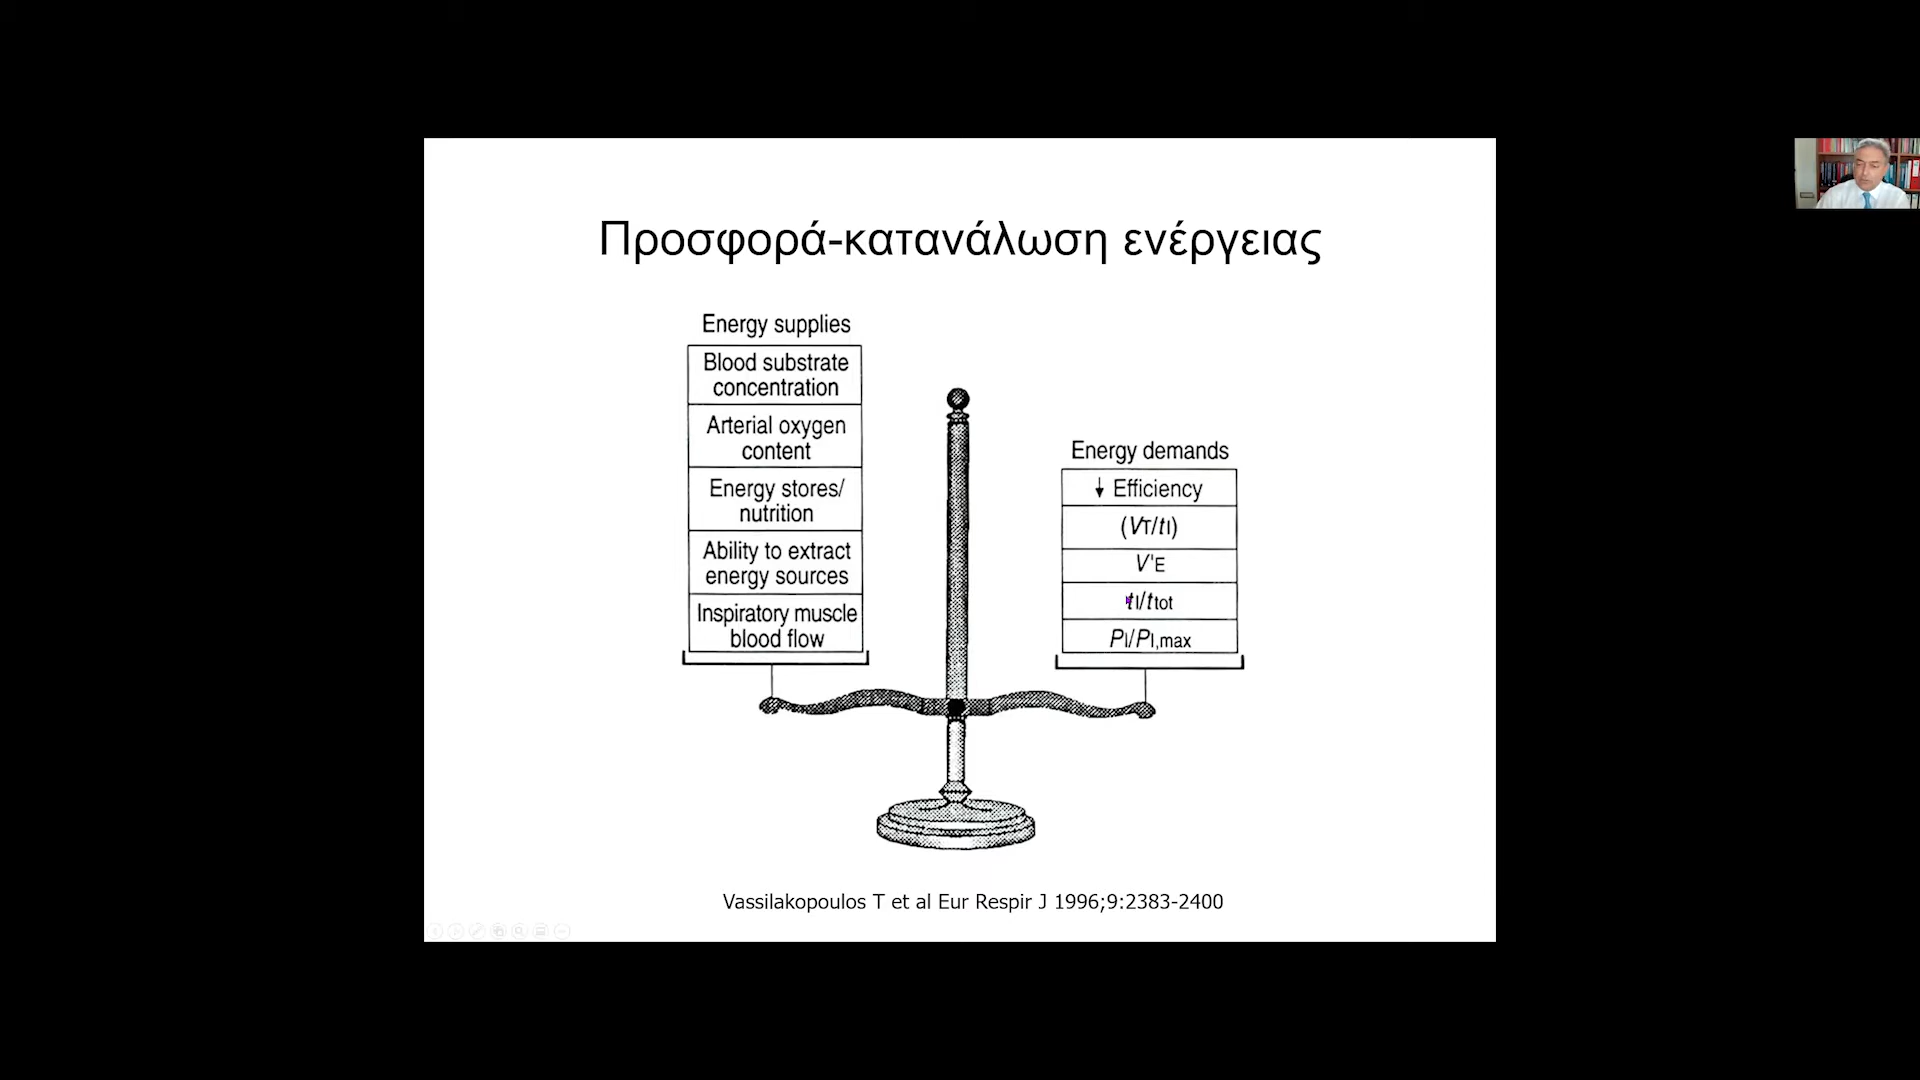 Προσφορά-κατανάλωση ενέργειας
Energy supplies
Blood substrate
concentration
Arterial oxygen
content
Energy stores/
nutrition
Ability to extract
energy sources
Inspiratory muscle
blood flow
Energy demands
↓ Efficiency
(VT/tI)
V'E
tI/ttot
PI/PI,max
Vassilakopoulos T et al Eur Respir J 1996;9:2383-2400